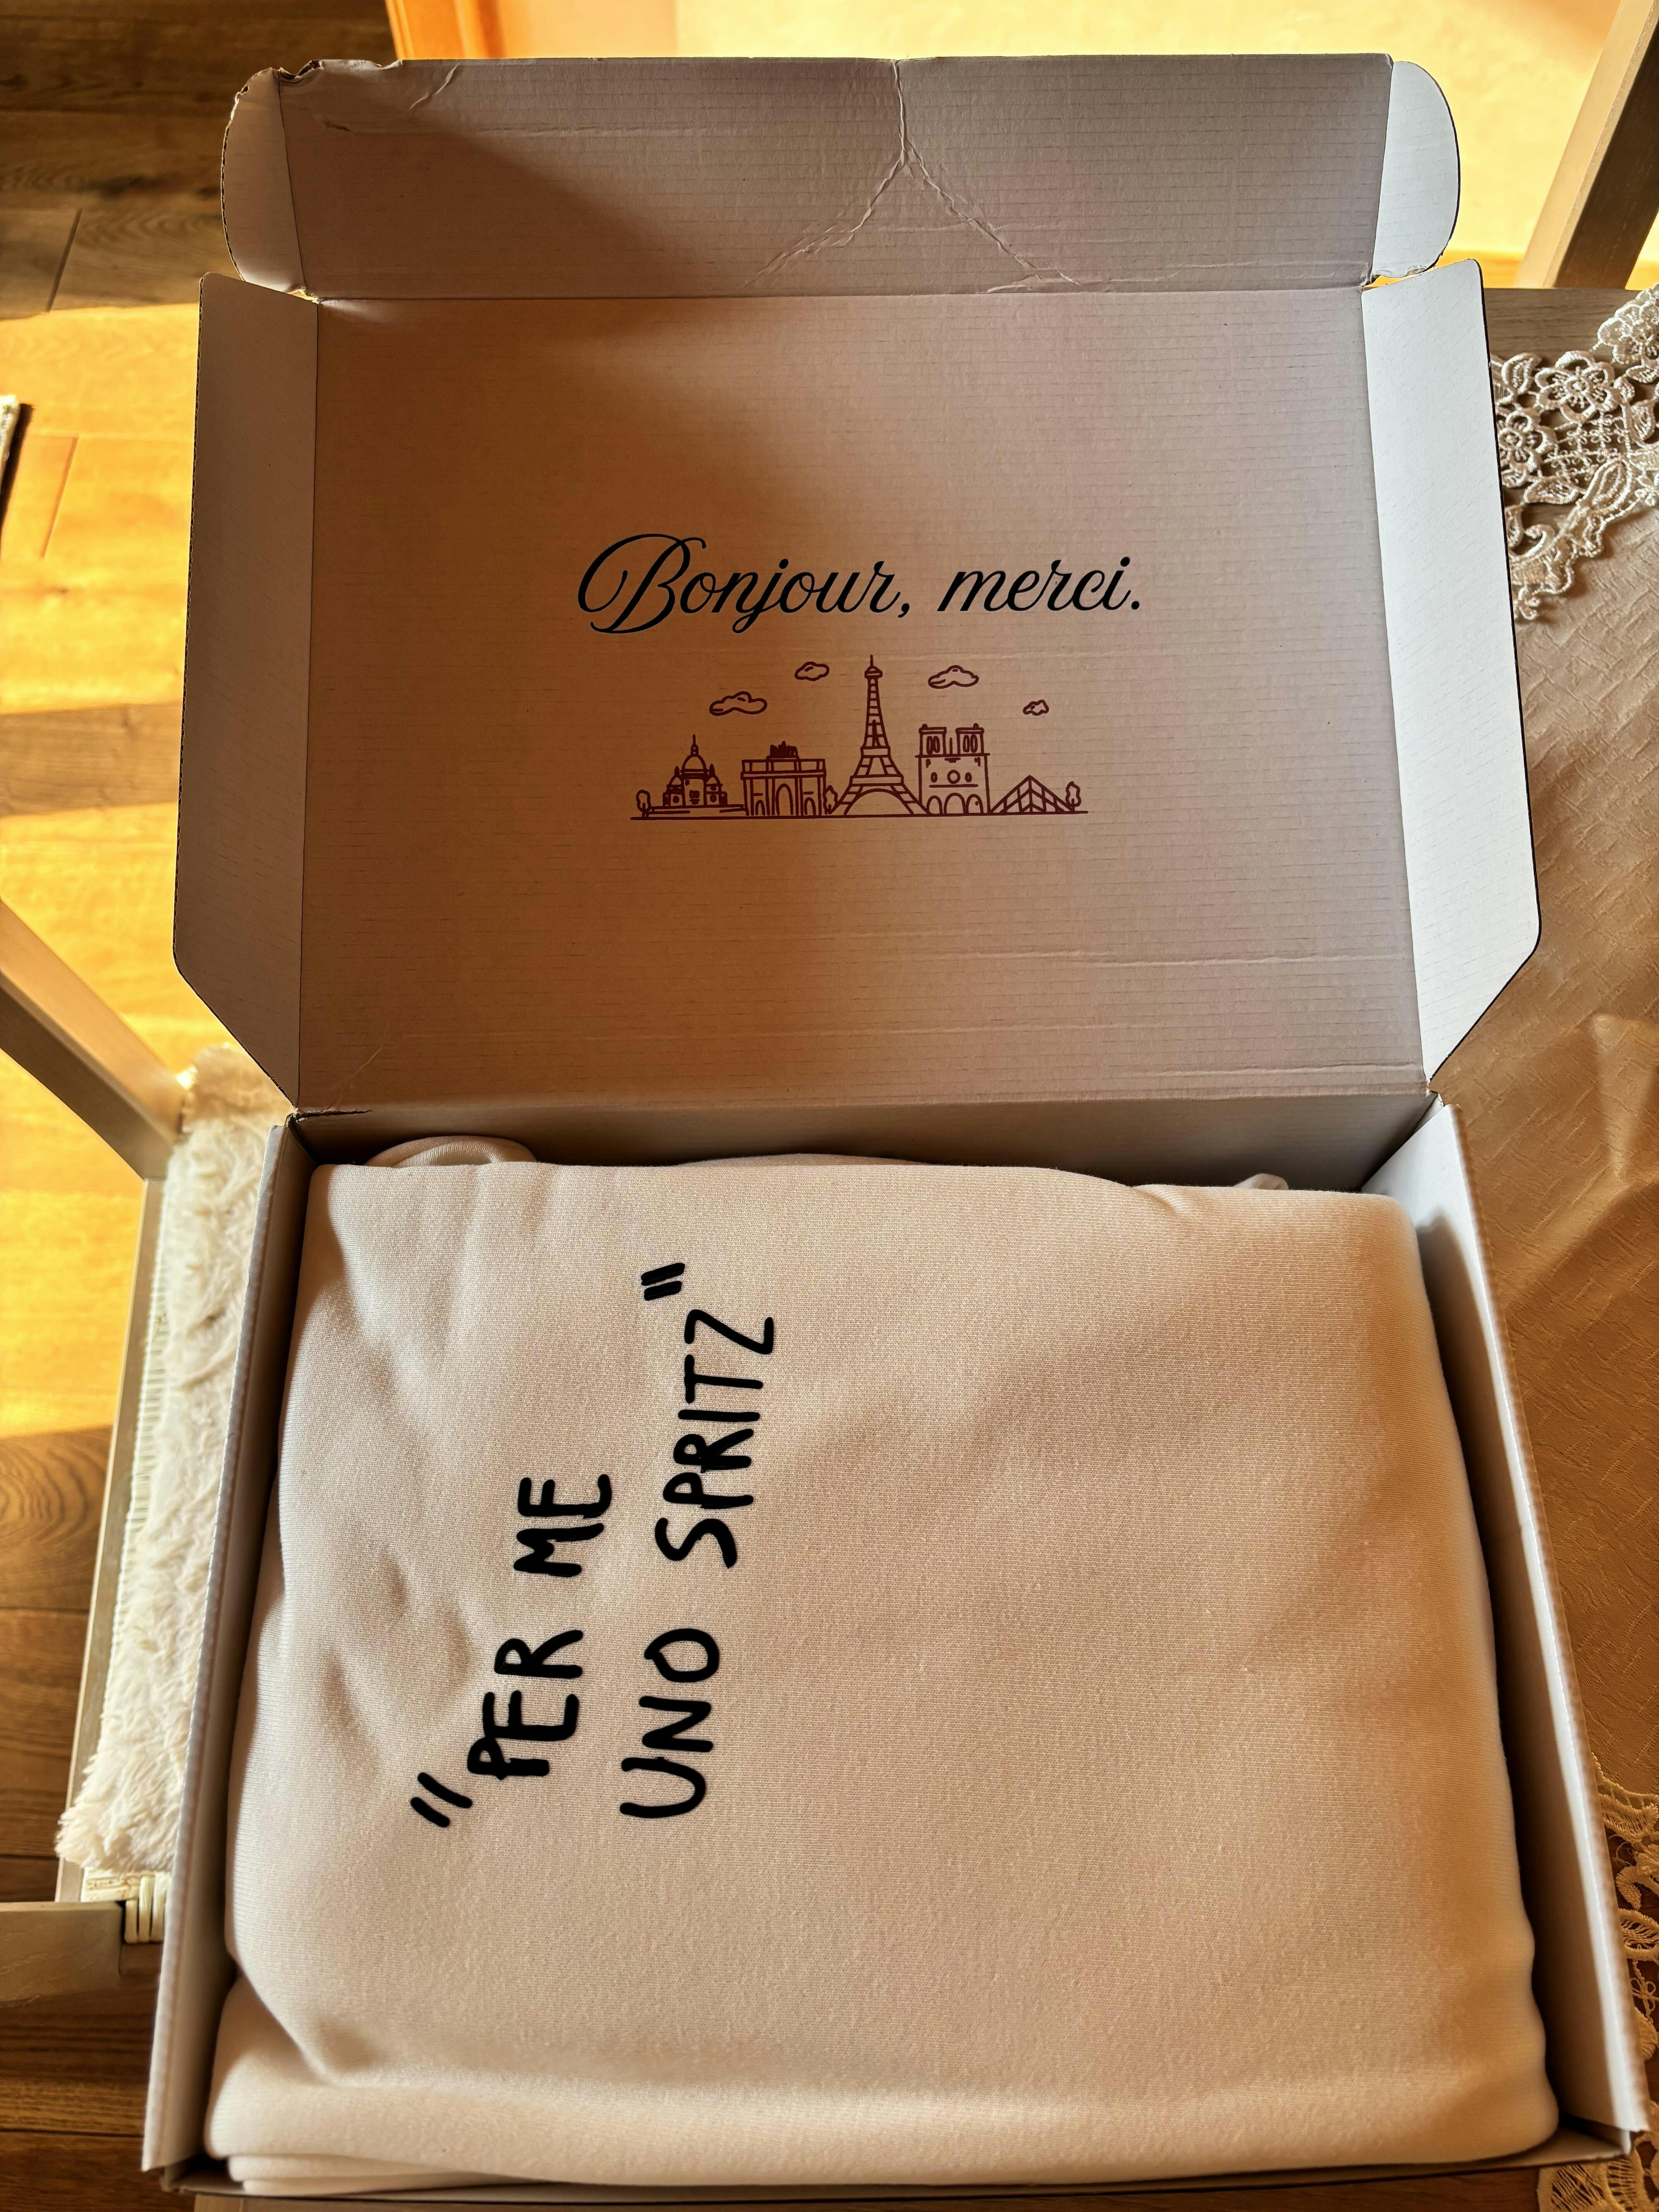 Bonjour, merci.
"PER ME
UNO SPRITZ"